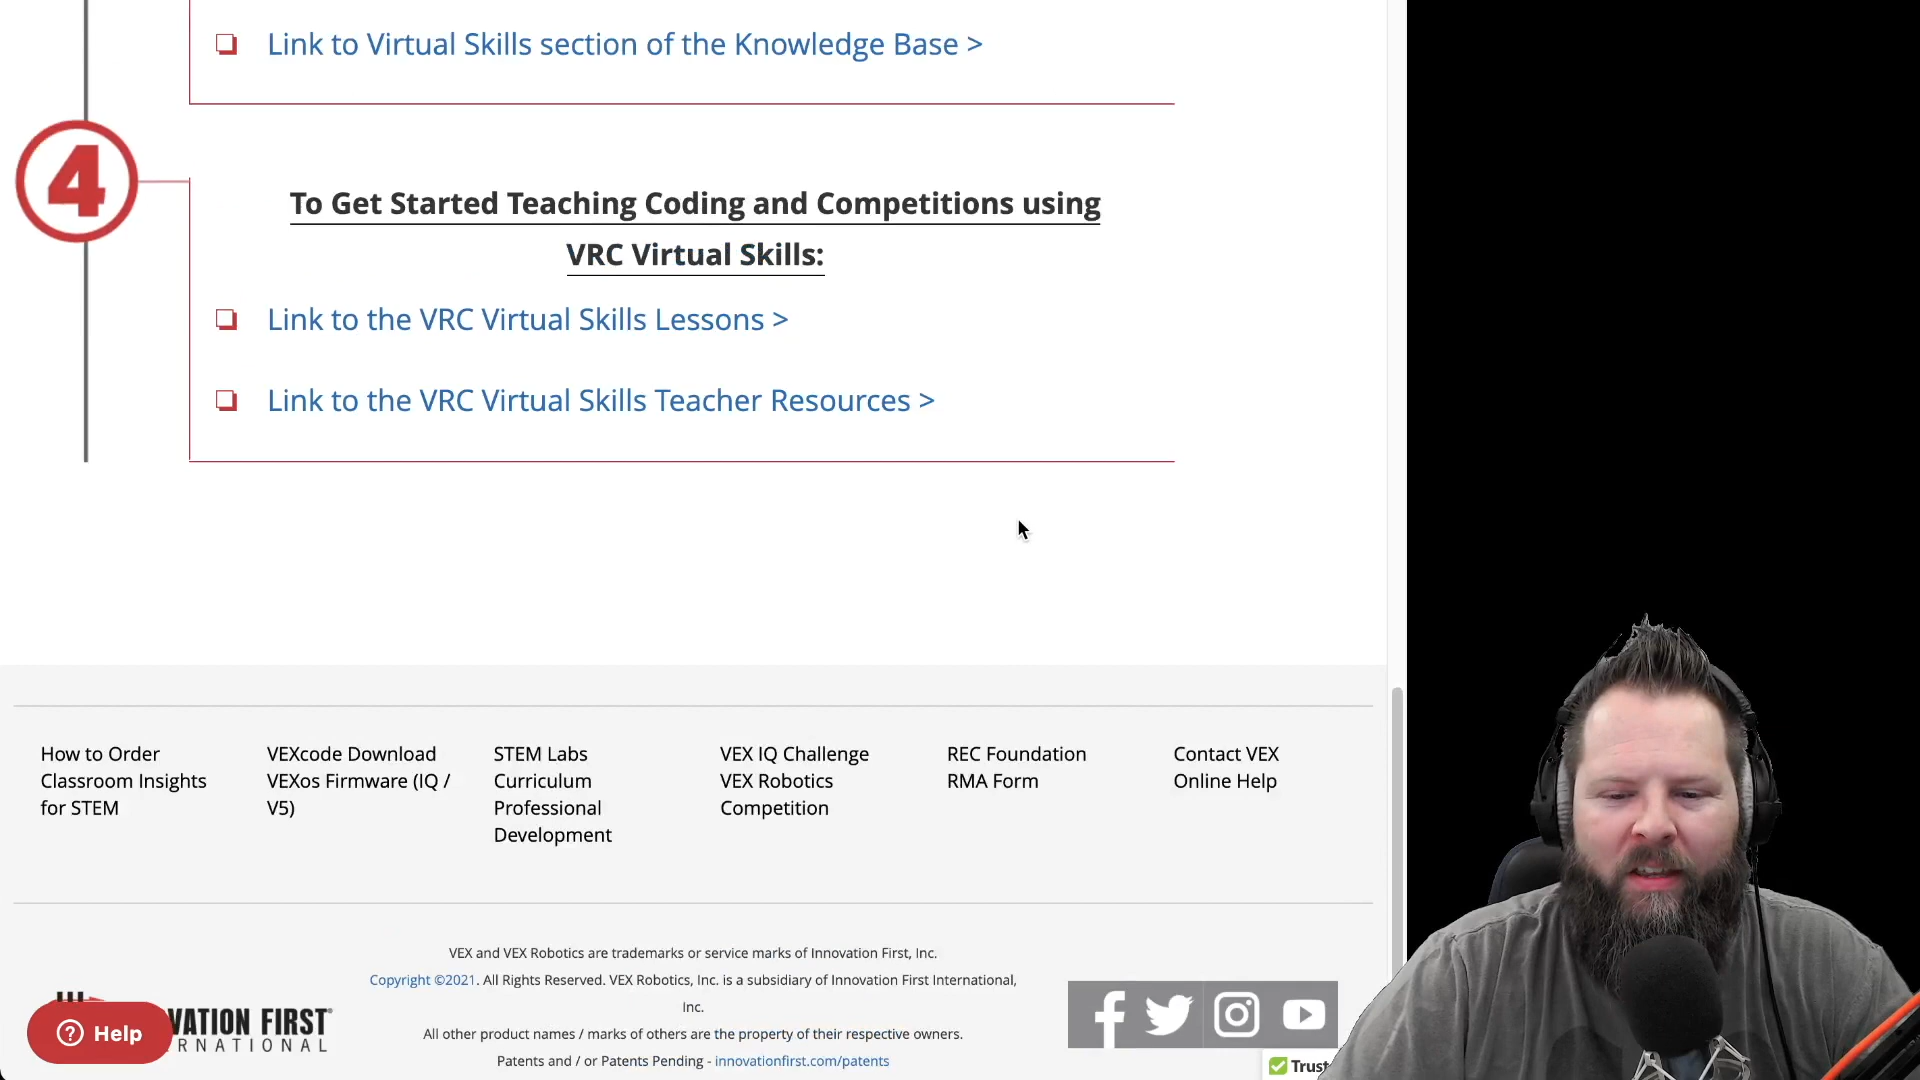 Link to Virtual Skills section of the Knowledge Base >
4
To Get Started Teaching Coding and Competitions using
VRC Virtual Skills:
Link to the VRC Virtual Skills Lessons >
Link to the VRC Virtual Skills Teacher Resources >
How to Order
Classroom Insights
for STEM
VEXcode Download
VEXos Firmware (IQ /
V5)
STEM Labs
Curriculum
Professional
Development
VEX IQ Challenge
VEX Robotics
Competition
REC Foundation
RMA Form
Contact VEX
Online Help
VEX and VEX Robotics are trademarks or service marks of Innovation First, Inc.
Copyright ©2021. All Rights Reserved. VEX Robotics, Inc. is a subsidiary of Innovation First International,
Inc.
All other product names / marks of others are the property of their respective owners.
Patents and / or Patents Pending - innovationfirst.com/patents
Help
VATION FIRST
RNATIONAL
Trust